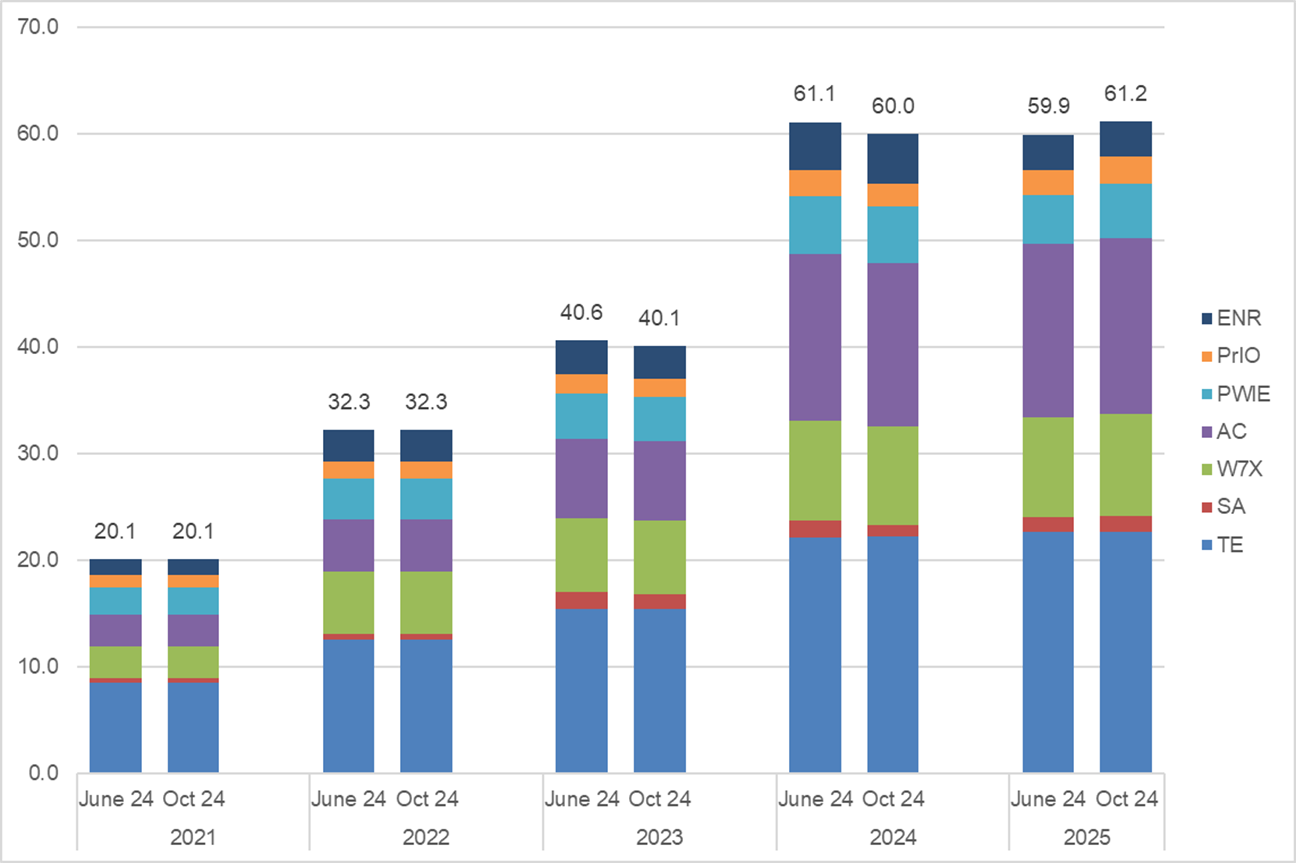 70.0
60.0
50.0
40.0
30.0
20.0
10.0
0.0
20.1 20.1
32.3 32.3
40.6 40.1
61.1 60.0
59.9 61.2
June 24 Oct 24 June 24 Oct 24 June 24 Oct 24 June 24 Oct 24 June 24 Oct 24
2021 2022 2023 2024 2025
ENR
PrIO
PWIE
AC
W7X
SA
TE